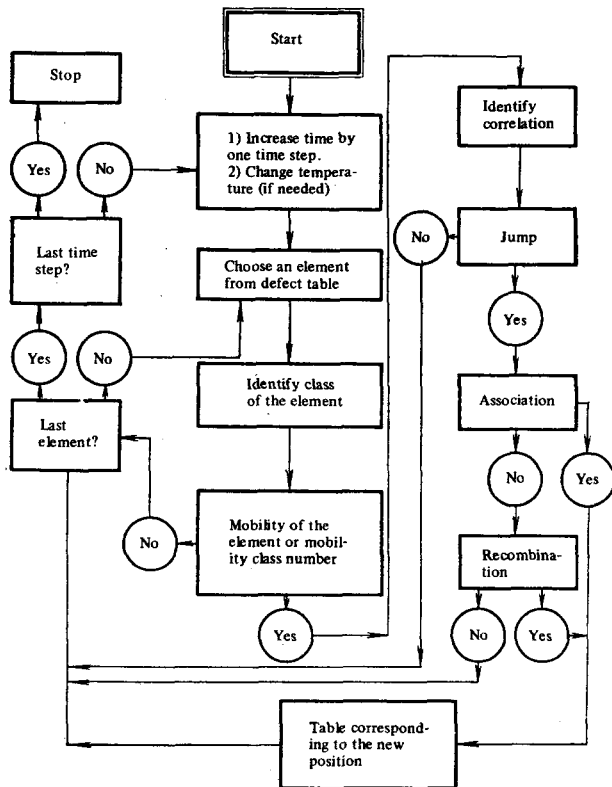 Start
Stop
1) Increase time by
one time step.
2) Change tempera-
ture (if needed)
Yes
No
Last time
step?
Choose an element
from defect table
Yes
No
Identify class
of the element
Last
element?
No
Mobility of the
element or mobil-
ity class number
Yes
Identify
correlation
No
Jump
Yes
Association
No
Yes
Recombina-
tion
No
Yes
Table correspond-
ing to the new
position